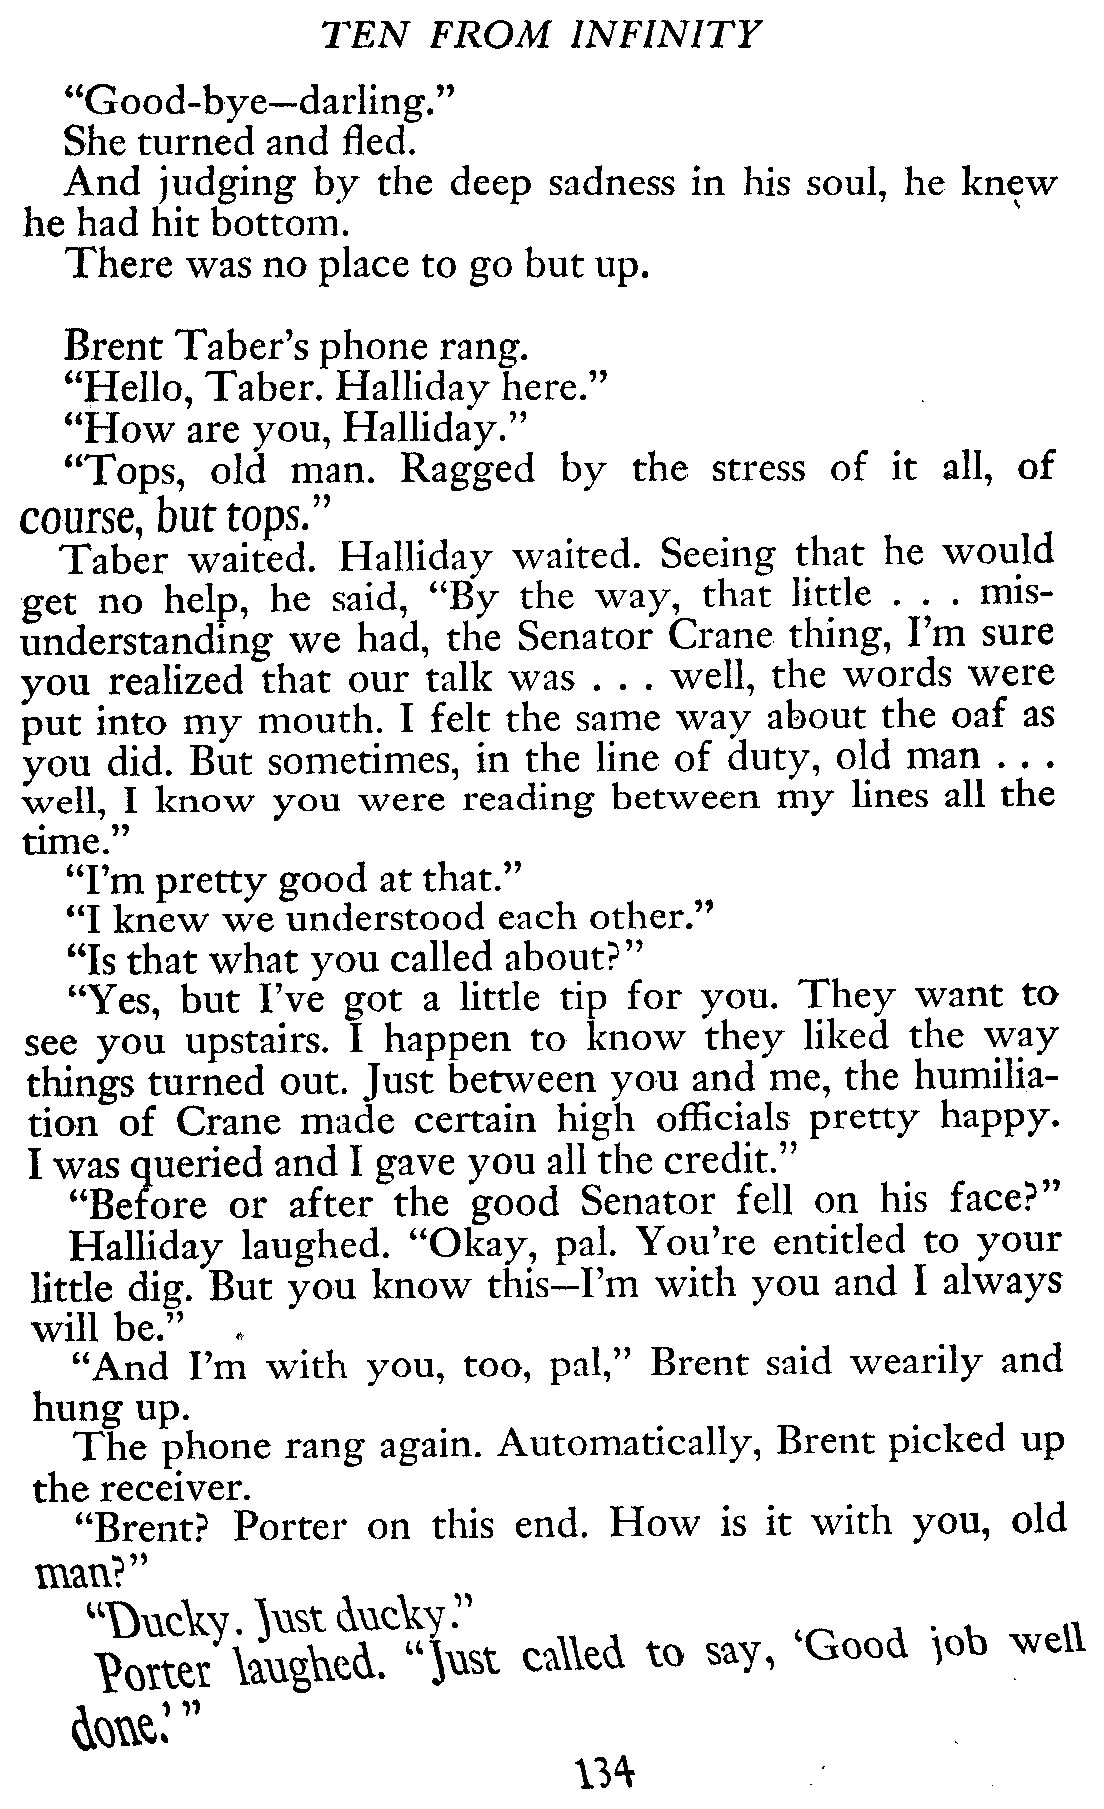 TEN FROM INFINITY
“Good-bye—darling.”
She turned and fled.
And judging by the deep sadness in his soul, he knew
he had hit bottom.
There was no place to go but up.
Brent Taber’s phone rang.
“Hello, Taber. Halliday here.”
“How are you, Halliday.”
“Tops, old man. Ragged by the stress of it all, of
course, but tops.”
Taber waited. Halliday waited. Seeing that he would
get no help, he said, “By the way, that little . . . mis-
understanding we had, the Senator Crane thing, I’m sure
you realized that our talk was . . . well, the words were
put into my mouth. I felt the same way about the oaf as
you did. But sometimes, in the line of duty, old man . . .
well, I know you were reading between my lines all the
time.”
“I’m pretty good at that.”
“I knew we understood each other.”
“Is that what you called about?”
“Yes, but I’ve got a little tip for you. They want to
see you upstairs. I happen to know they liked the way
things turned out. Just between you and me, the humilia-
tion of Crane made certain high officials pretty happy.
I was queried and I gave you all the credit.”
“Before or after the good Senator fell on his face?”
Halliday laughed. “Okay, pal. You’re entitled to your
little dig. But you know this—I’m with you and I always
will be.”
“And I’m with you, too, pal,” Brent said wearily and
hung up.
The phone rang again. Automatically, Brent picked up
the receiver.
“Brent? Porter on this end. How is it with you, old
man?”
“Ducky. Just ducky.”
Porter laughed. “Just called to say, ‘Good job well
done.’ ”
134